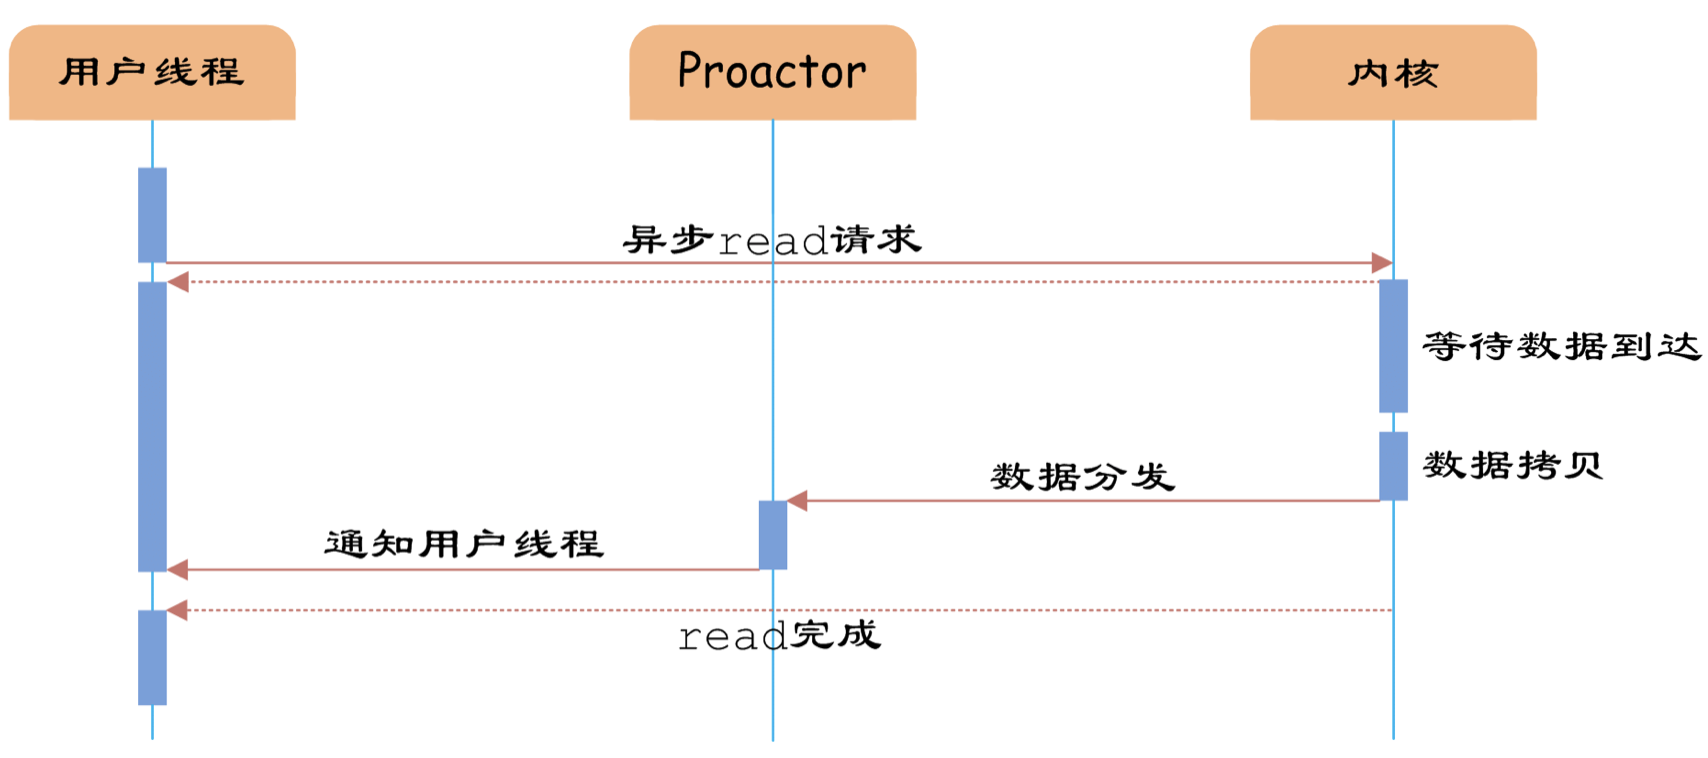 用户线程
Proactor
内核
异步read请求
等待数据到达
数据拷贝
数据分发
通知用户线程
read完成